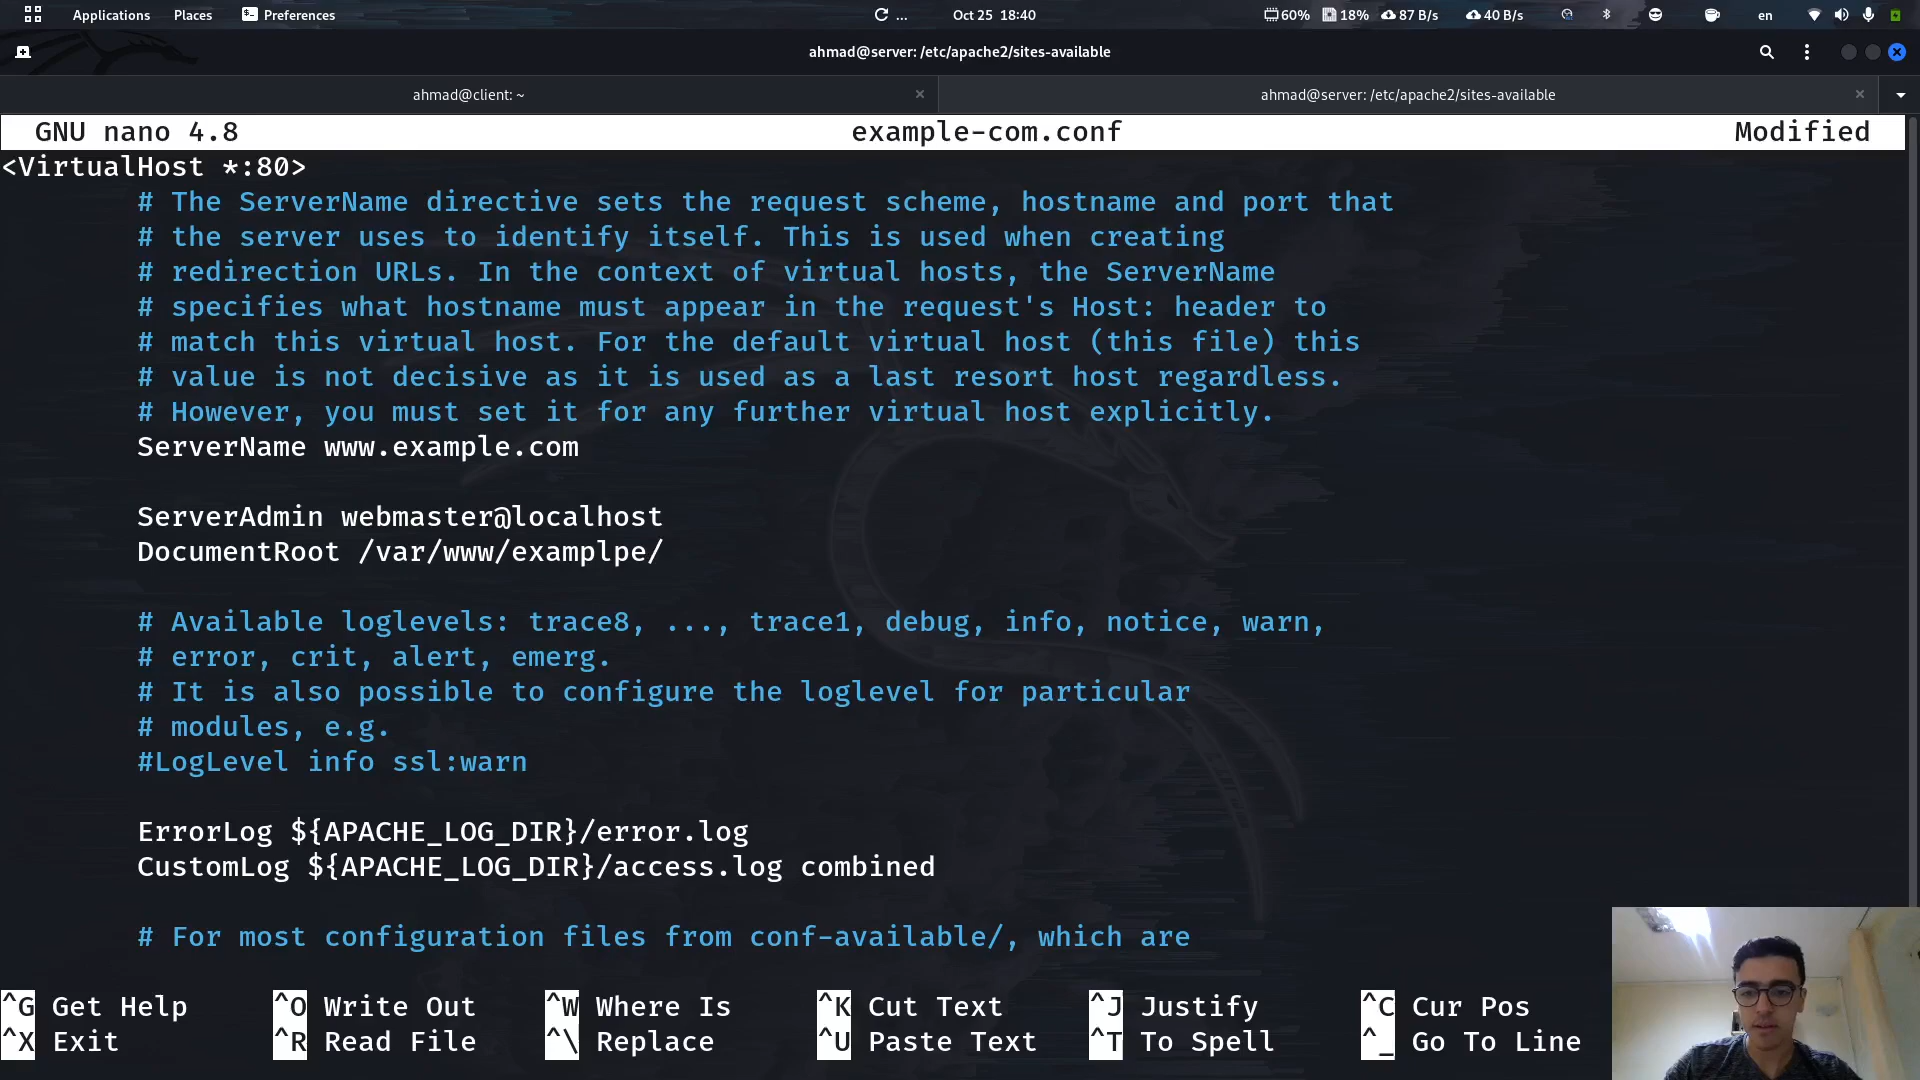 Applications Places Preferences ... Oct 25 18:40 60% 18% 87 B/s 40 B/s en
ahmad@server: /etc/apache2/sites-available
ahmad@client: ~ ahmad@server: /etc/apache2/sites-available
GNU nano 4.8 example-com.conf Modified
<VirtualHost *:80>
# The ServerName directive sets the request scheme, hostname and port that
# the server uses to identify itself. This is used when creating
# redirection URLs. In the context of virtual hosts, the ServerName
# specifies what hostname must appear in the request's Host: header to
# match this virtual host. For the default virtual host (this file) this
# value is not decisive as it is used as a last resort host regardless.
# However, you must set it for any further virtual host explicitly.
ServerName www.example.com
ServerAdmin webmaster@localhost
DocumentRoot /var/www/examplpe/
# Available loglevels: trace8, ..., trace1, debug, info, notice, warn,
# error, crit, alert, emerg.
# It is also possible to configure the loglevel for particular
# modules, e.g.
#LogLevel info ssl:warn
ErrorLog ${APACHE_LOG_DIR}/error.log
CustomLog ${APACHE_LOG_DIR}/access.log combined
# For most configuration files from conf-available/, which are
^G Get Help ^O Write Out ^W Where Is ^K Cut Text ^J Justify ^C Cur Pos
^X Exit ^R Read File ^\ Replace ^U Paste Text ^T To Spell ^_ Go To Line